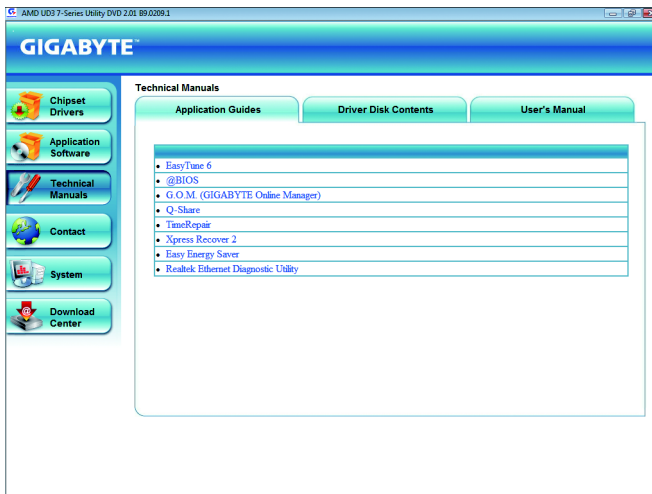 AMD UD3 7-Series Utility DVD 2.01 B9.0209.1
GIGABYTE™
Chipset
Drivers
Application
Software
Technical
Manuals
Contact
System
Download
Center
Technical Manuals
Application Guides
Driver Disk Contents
User's Manual
• EasyTune 6
• @BIOS
• G.O.M. (GIGABYTE Online Manager)
• Q-Share
• TimeRepair
• Xpress Recover 2
• Easy Energy Saver
• Realtek Ethernet Diagnostic Utility